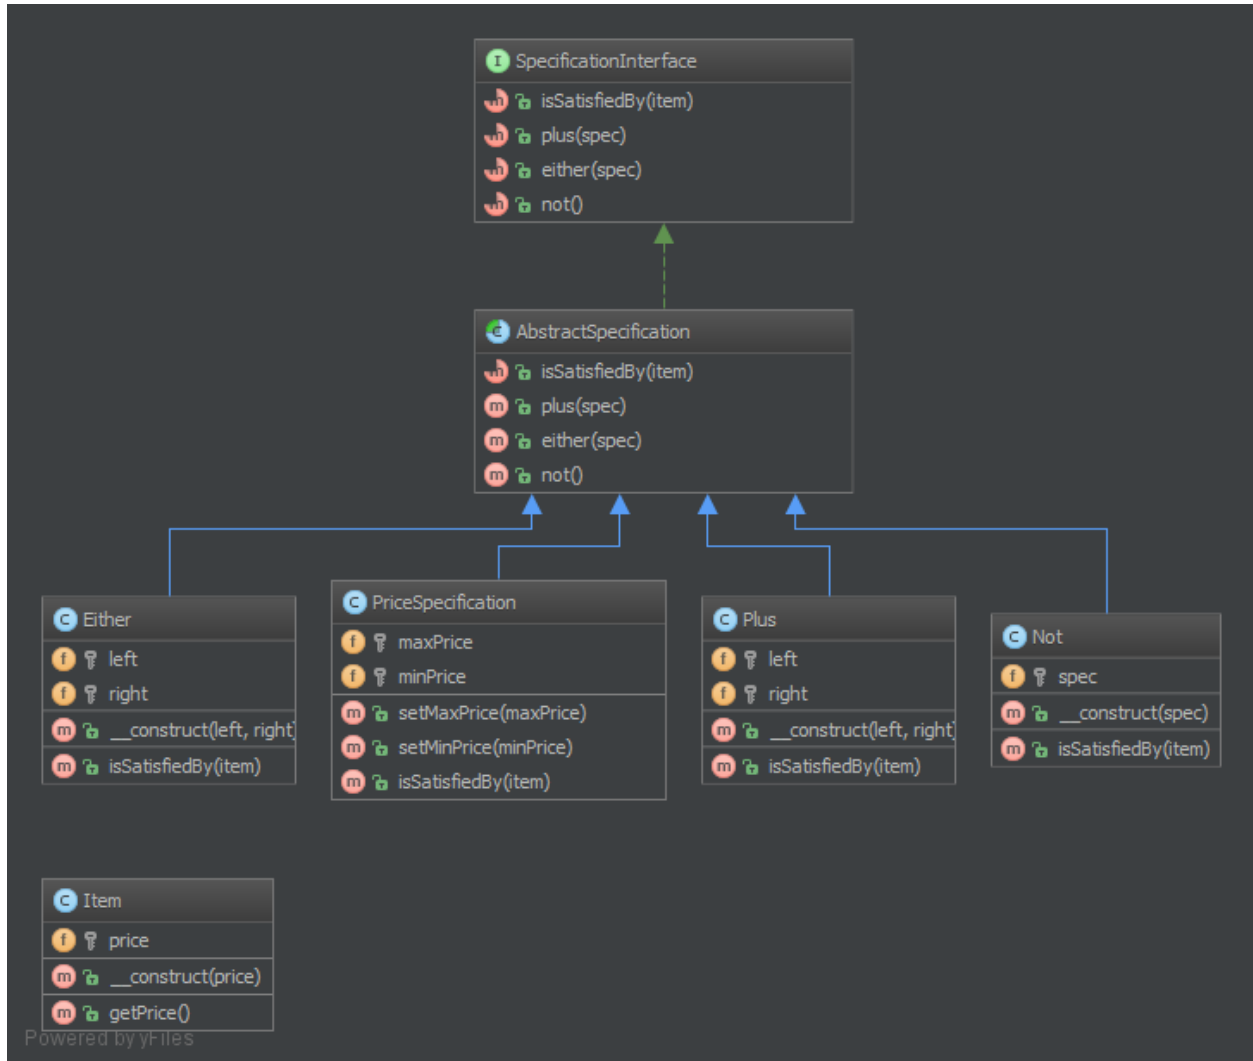 SpecificationInterface
isSatisfiedBy(item)
plus(spec)
either(spec)
not()
AbstractSpecification
isSatisfiedBy(item)
plus(spec)
either(spec)
not()
Either
left
right
__construct(left, right)
isSatisfiedBy(item)
PriceSpecification
maxPrice
minPrice
setMaxPrice(maxPrice)
setMinPrice(minPrice)
isSatisfiedBy(item)
Plus
left
right
__construct(left, right)
isSatisfiedBy(item)
Not
spec
__construct(spec)
isSatisfiedBy(item)
Item
price
__construct(price)
getPrice()
Powered by yFiles